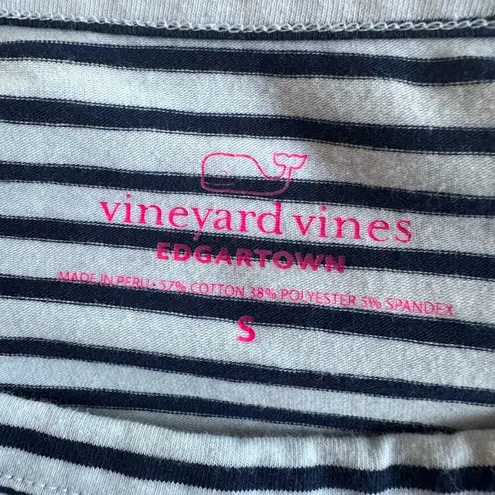 vineyard vines
EDGARTOWN
MADE IN PERU • 57% COTTON 38% POLYESTER 5% SPANDEX
S